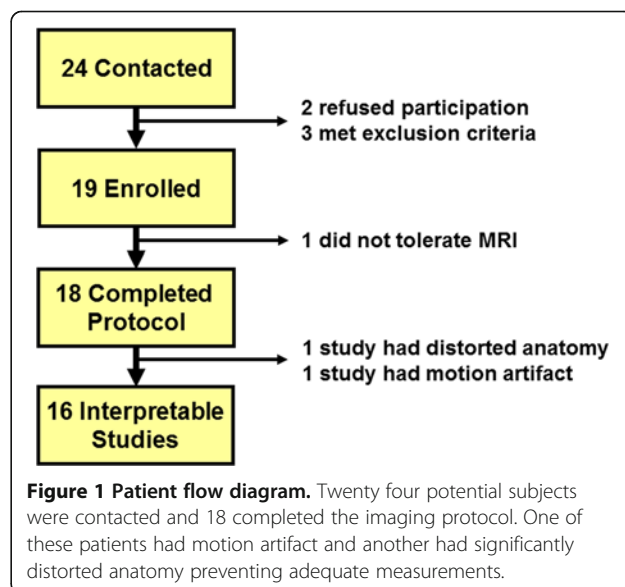 24 Contacted
2 refused participation
3 met exclusion criteria
19 Enrolled
1 did not tolerate MRI
18 Completed
Protocol
1 study had distorted anatomy
1 study had motion artifact
16 Interpretable
Studies
Figure 1 Patient flow diagram. Twenty four potential subjects
were contacted and 18 completed the imaging protocol. One of
these patients had motion artifact and another had significantly
distorted anatomy preventing adequate measurements.